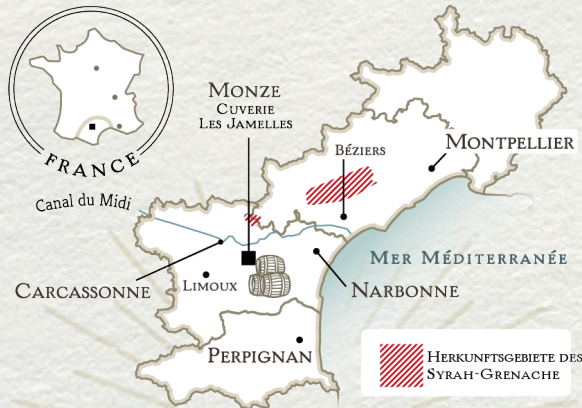 Monze
Cuverie
Les Jamelles
Béziers
Montpellier
FRANCE
Canal du Midi
Mer Méditerranée
Carcassonne
Limoux
Narbonne
Perpignan
Herkunftsgebiete des
Syrah-Grenache